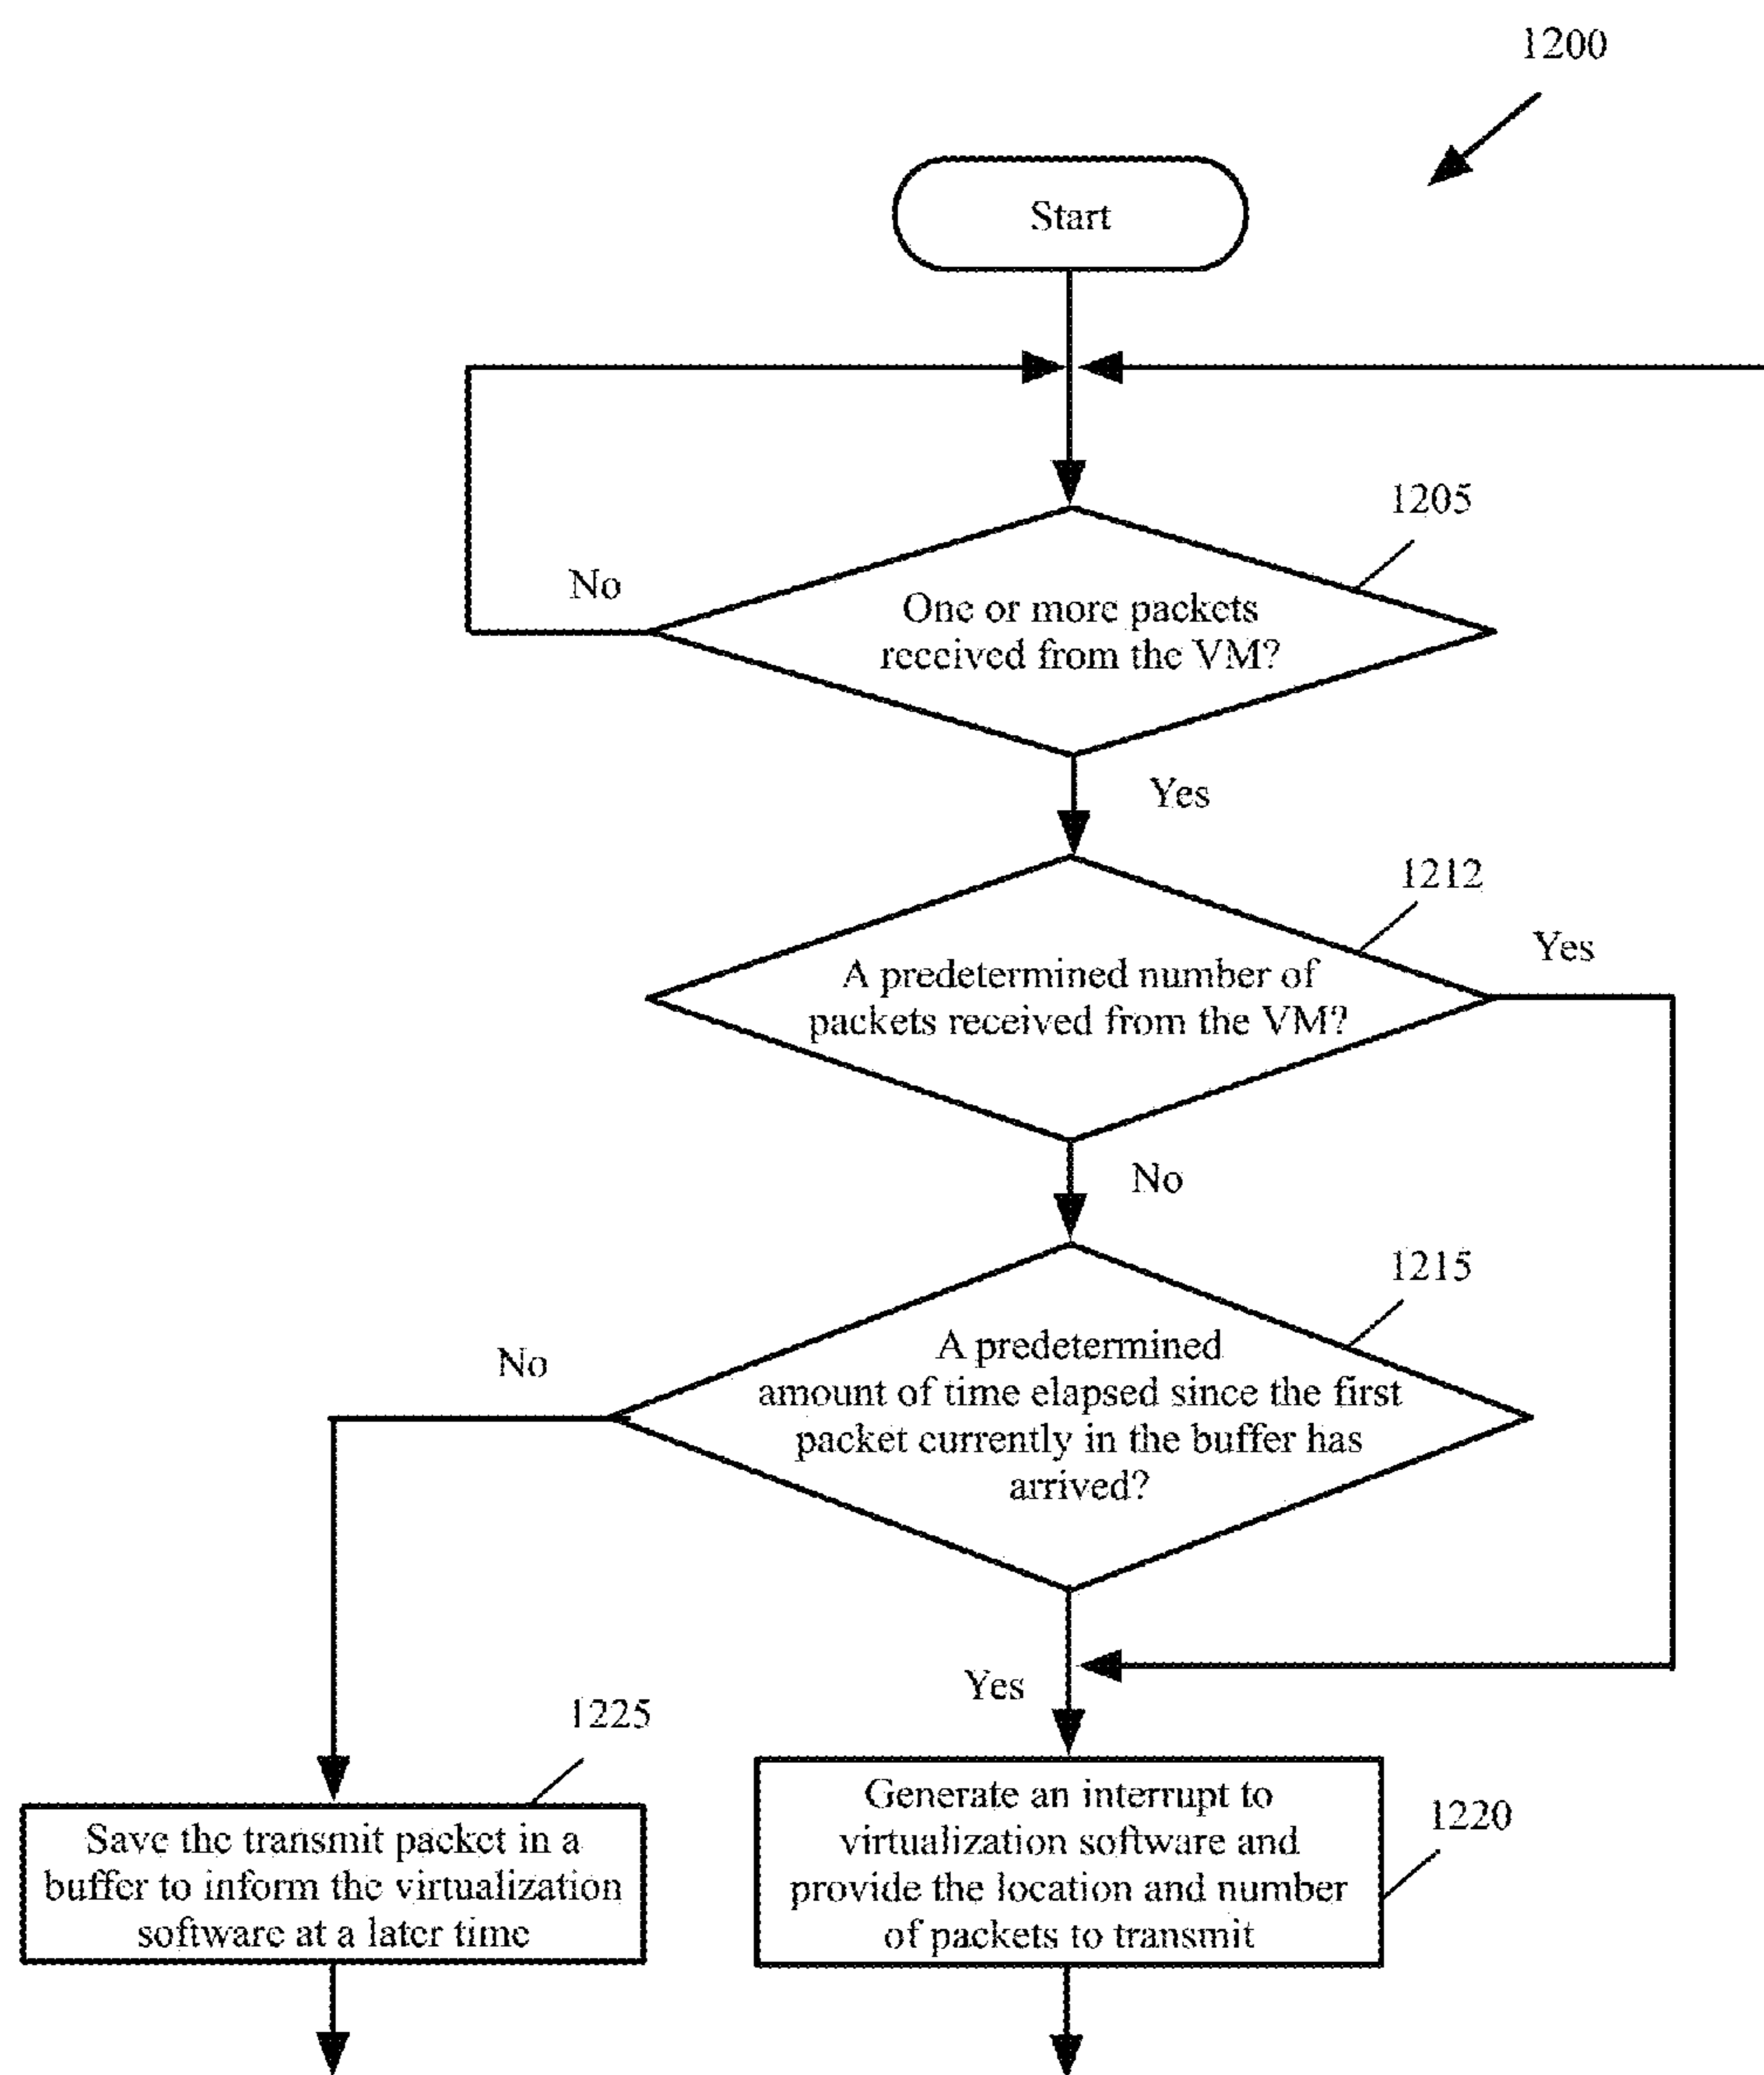 1200
Start
1205
No
One or more packets
received from the VM?
Yes
1212
Yes
A predetermined number of
packets received from the VM?
No
1215
No
A predetermined
amount of time elapsed since the first
packet currently in the buffer has
arrived?
Yes
1225
Save the transmit packet in a
buffer to inform the virtualization
software at a later time
Generate an interrupt to
virtualization software and
provide the location and number
of packets to transmit
1220